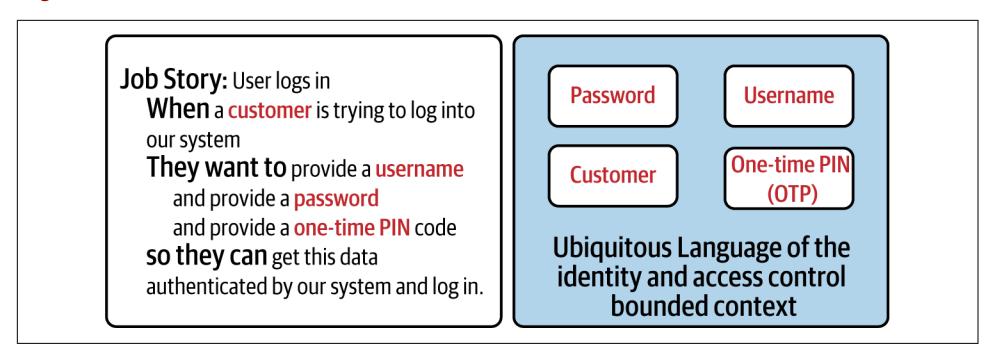 Job Story: User logs in
When a customer is trying to log into
our system
They want to provide a username
and provide a password
and provide a one-time PIN code
so they can get this data
authenticated by our system and log in.
Password
Username
Customer
One-time PIN
(OTP)
Ubiquitous Language of the
identity and access control
bounded context